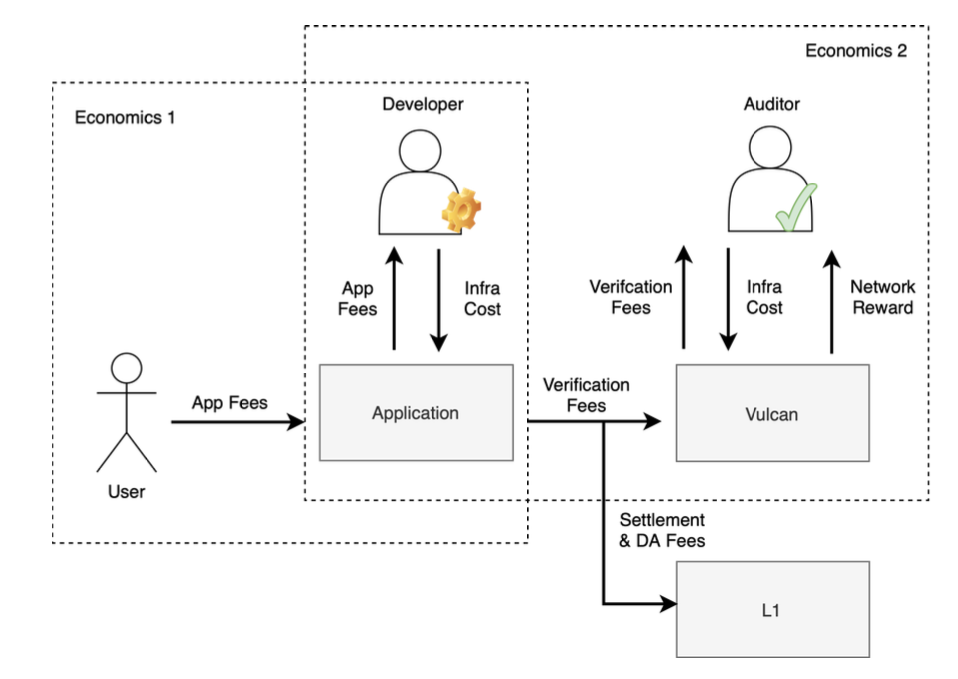 Economics 2
Economics 1
Developer
Auditor
App
Fees
Infra
Cost
Verifcation
Fees
Infra
Cost
Network
Reward
App Fees
Application
Verification
Fees
Vulcan
User
Settlement
& DA Fees
L1